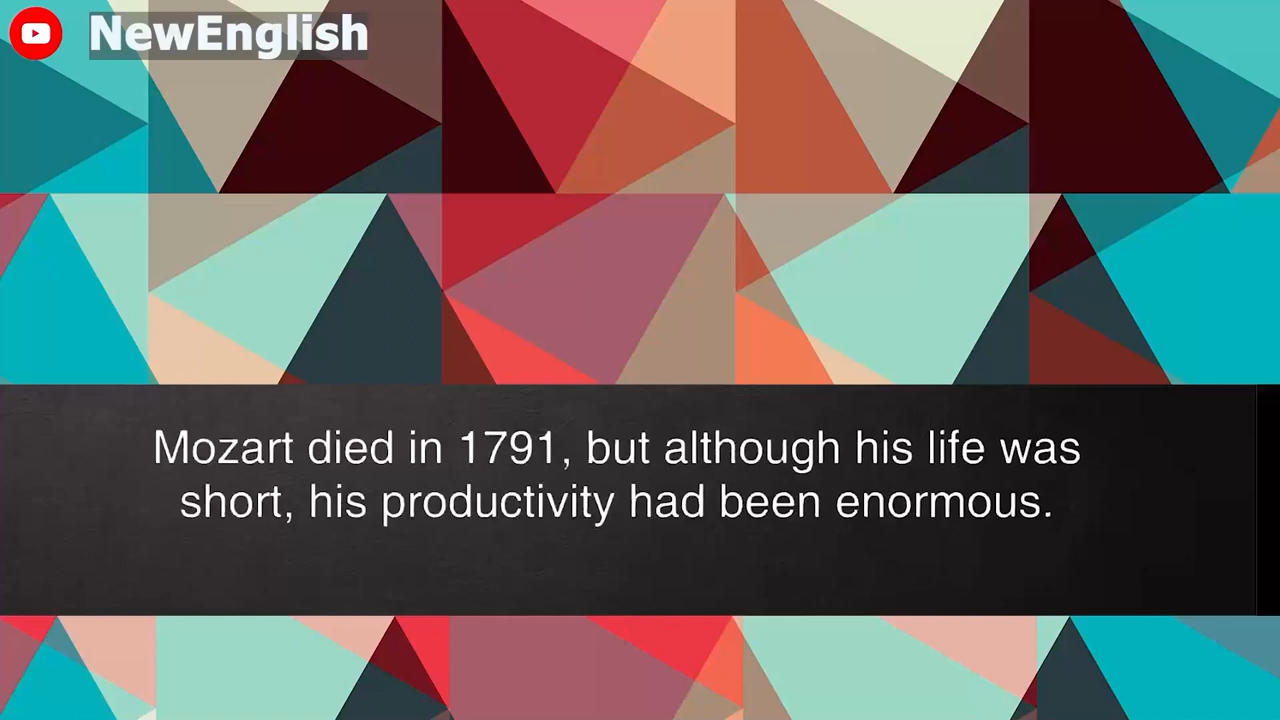 NewEnglish
Mozart died in 1791, but although his life was
short, his productivity had been enormous.